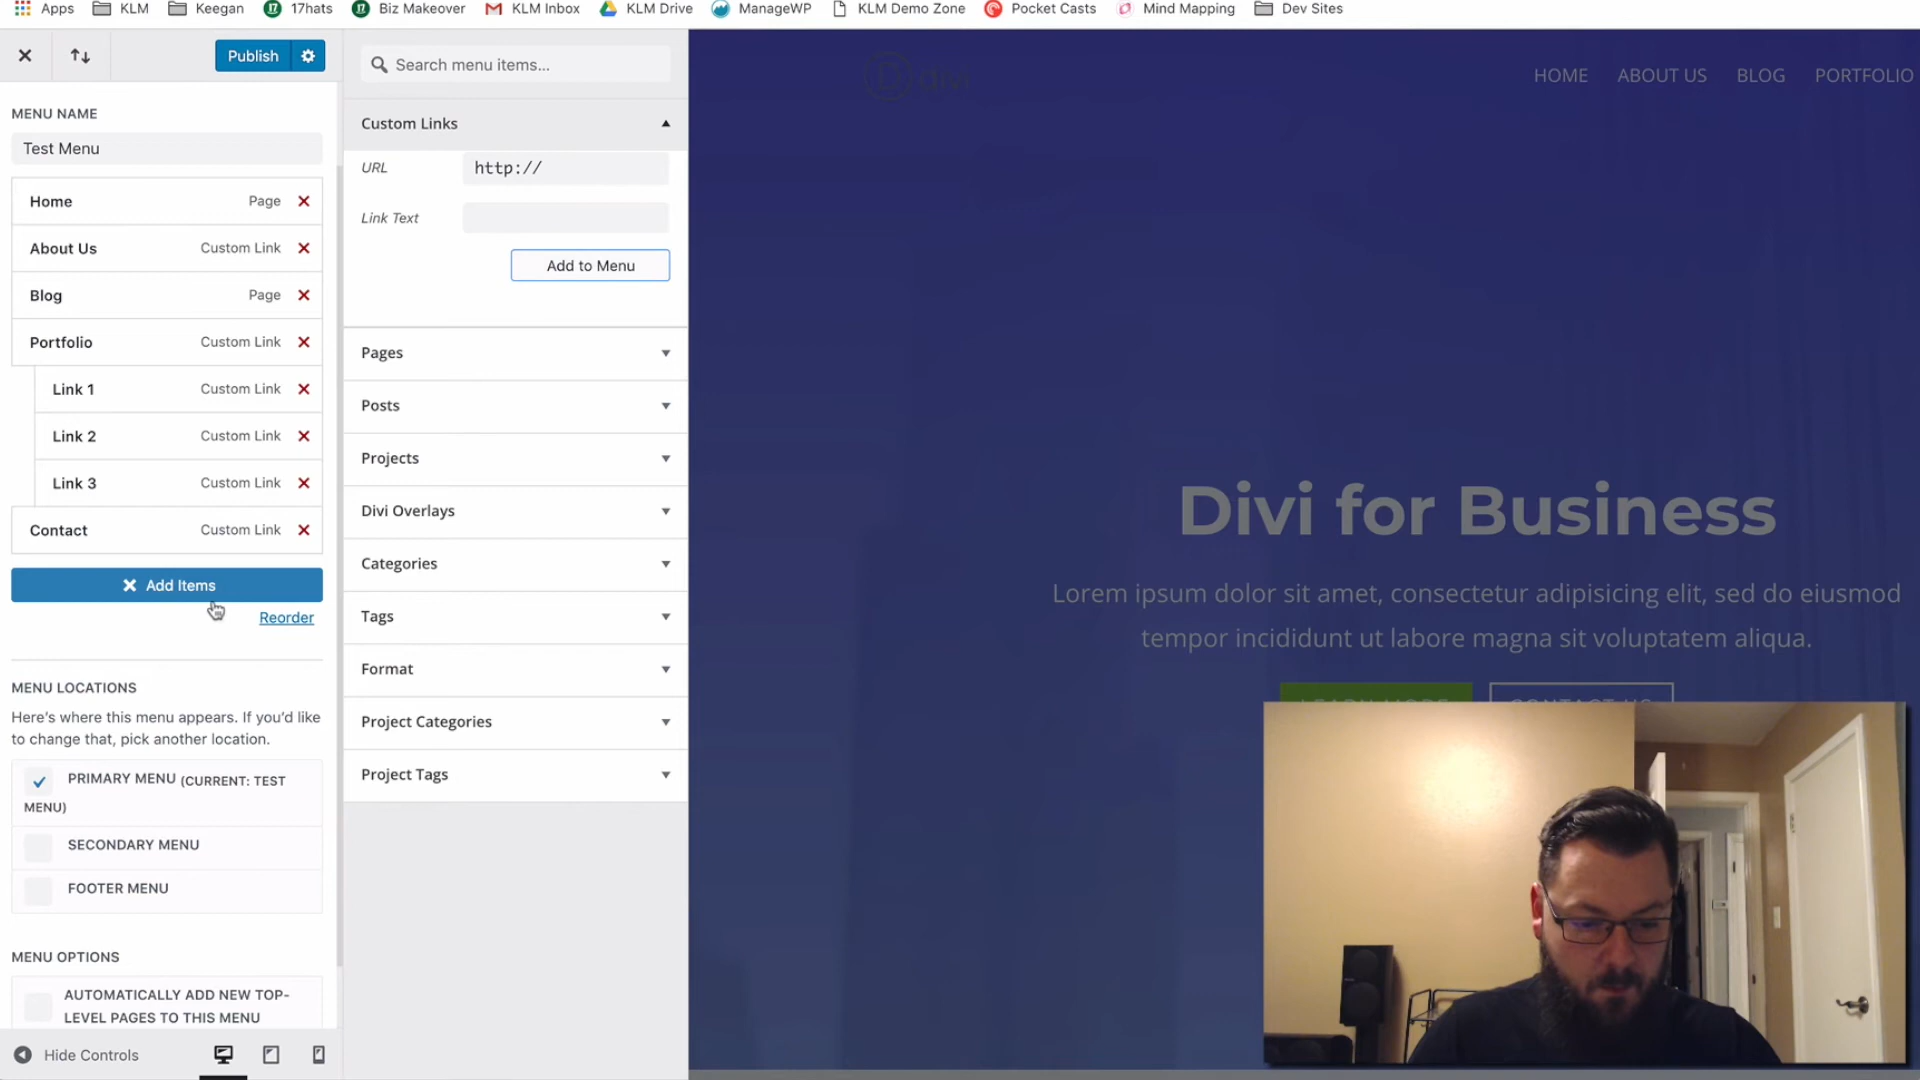 Apps KLM Keegan 17hats Biz Makeover KLM Inbox KLM Drive ManageWP KLM Demo Zone Pocket Casts Mind Mapping Dev Sites
Publish
MENU NAME
Test Menu
Home Page
About Us Custom Link
Blog Page
Portfolio Custom Link
Link 1 Custom Link
Link 2 Custom Link
Link 3 Custom Link
Contact Custom Link
Add Items
Reorder
MENU LOCATIONS
Here's where this menu appears. If you'd like
to change that, pick another location.
PRIMARY MENU (CURRENT: TEST
MENU)
SECONDARY MENU
FOOTER MENU
MENU OPTIONS
AUTOMATICALLY ADD NEW TOP-
LEVEL PAGES TO THIS MENU
Hide Controls
Search menu items...
Custom Links
URL http://
Link Text
Add to Menu
Pages
Posts
Projects
Divi Overlays
Categories
Tags
Format
Project Categories
Project Tags
divi
HOME ABOUT US BLOG PORTFOLIO
Divi for Business
Lorem ipsum dolor sit amet, consectetur adipisicing elit, sed do eiusmod
tempor incididunt ut labore magna sit voluptatem aliqua.
LEARN MORE CONTACT US